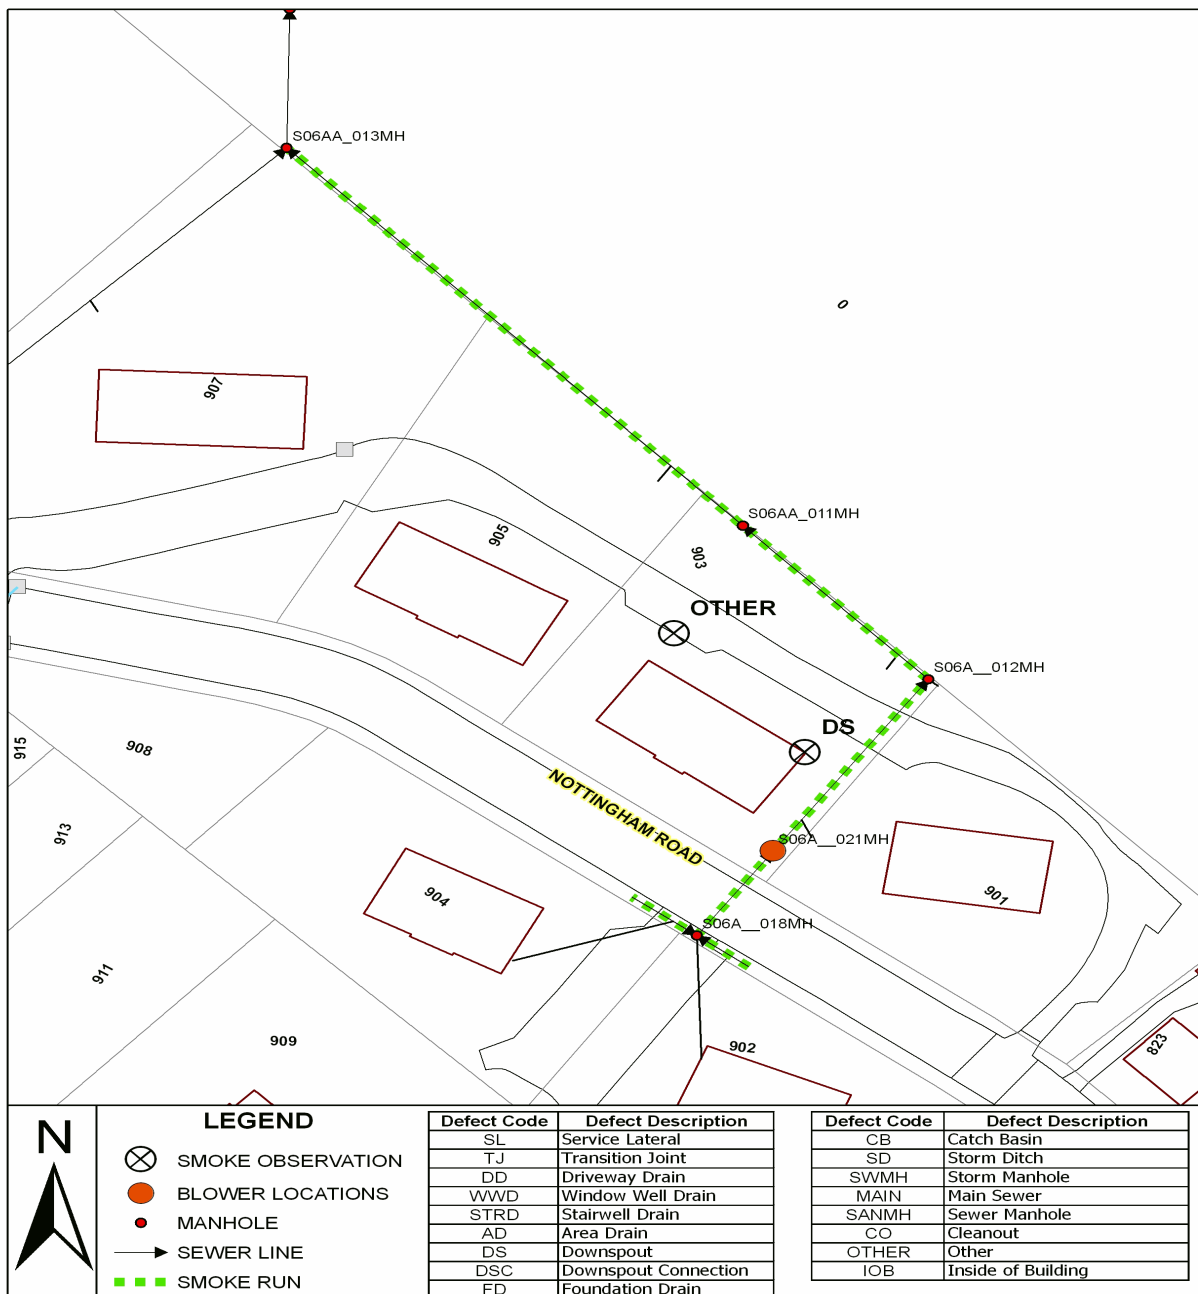 S06AA_013MH
0
907
S06AA_011MH
905
903
OTHER
S06A__012MH
DS
915
908
NOTTINGHAM ROAD
913
S06A__021MH
904
901
S06A__018MH
911
909
902
823
N
LEGEND
SMOKE OBSERVATION
BLOWER LOCATIONS
MANHOLE
SEWER LINE
SMOKE RUN
Defect Code Defect Description
SL Service Lateral
TJ Transition Joint
DD Driveway Drain
WWD Window Well Drain
STRD Stairwell Drain
AD Area Drain
DS Downspout
DSC Downspout Connection
FD Foundation Drain
Defect Code Defect Description
CB Catch Basin
SD Storm Ditch
SWMH Storm Manhole
MAIN Main Sewer
SANMH Sewer Manhole
CO Cleanout
OTHER Other
IOB Inside of Building